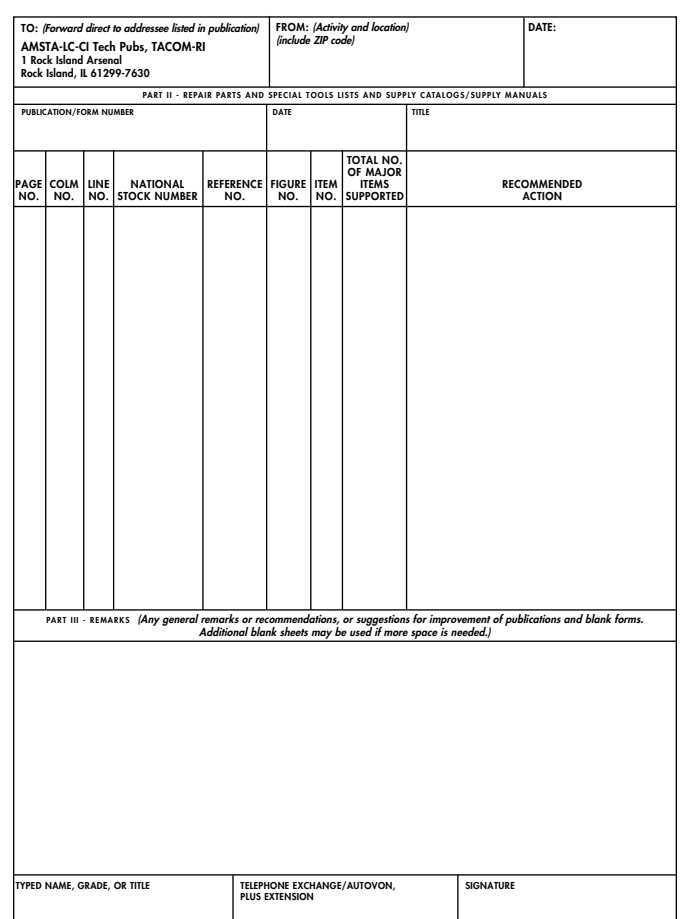 TO: (Forward direct to addressee listed in publication)
AMSTA-LC-CI Tech Pubs, TACOM-RI
1 Rock Island Arsenal
Rock Island, IL 61299-7630
FROM: (Activity and location)
(include ZIP code)
DATE:
PART II - REPAIR PARTS AND SPECIAL TOOLS LISTS AND SUPPLY CATALOGS/SUPPLY MANUALS
PUBLICATION/FORM NUMBER
DATE
TITLE
PAGE
NO.
COLM
NO.
LINE
NO.
NATIONAL
STOCK NUMBER
REFERENCE
NO.
FIGURE
NO.
ITEM
NO.
TOTAL NO.
OF MAJOR
ITEMS
SUPPORTED
RECOMMENDED
ACTION
PART III - REMARKS (Any general remarks or recommendations, or suggestions for improvement of publications and blank forms.
Additional blank sheets may be used if more space is needed.)
TYPED NAME, GRADE, OR TITLE
TELEPHONE EXCHANGE/AUTOVON,
PLUS EXTENSION
SIGNATURE